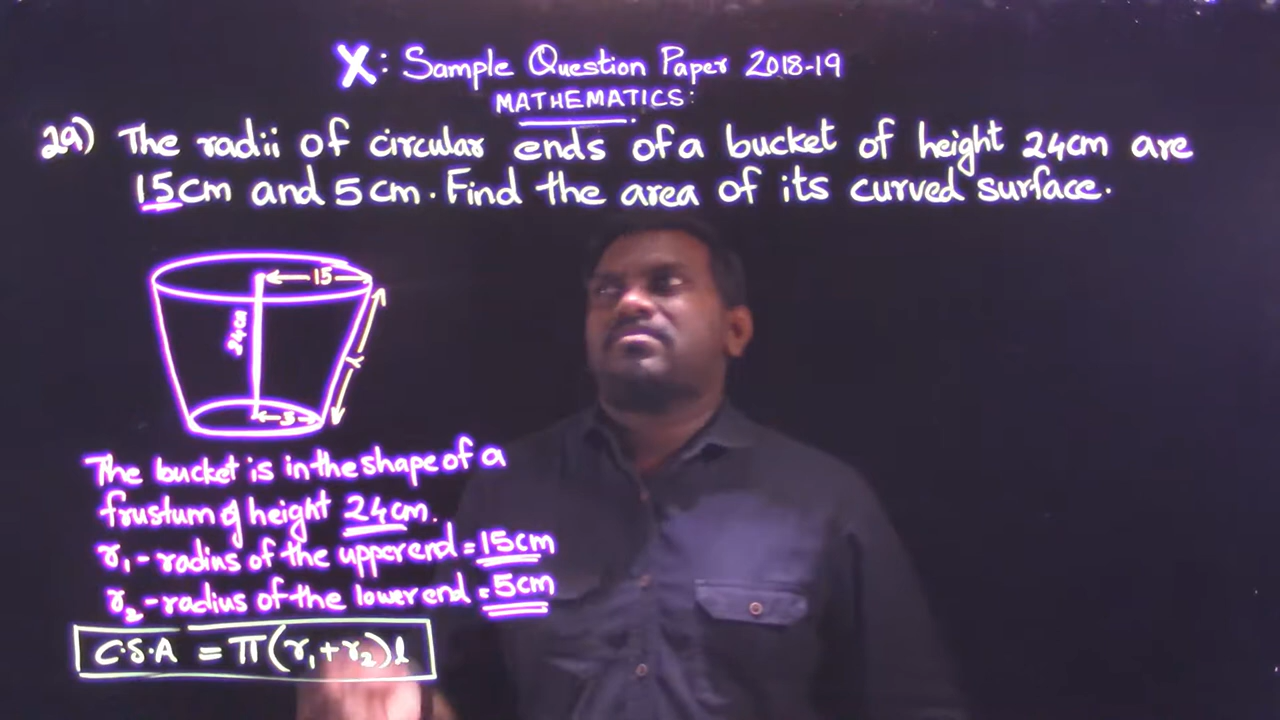 X: Sample Question Paper 2018-19
MATHEMATICS:
2a) The radii of circular ends of a bucket of height 24cm are
15cm and 5cm. Find the area of its curved surface.
15
24cm
l
5
The bucket is in the shape of a
frustum of height 24cm.
r₁-radius of the upper end = 15cm
r₂-radius of the lower end = 5cm
C.S.A = π(r₁+r₂)l